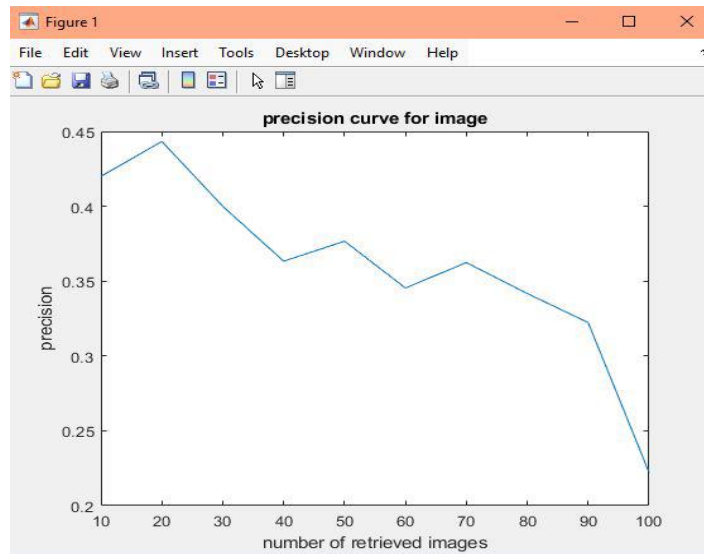 Figure 1
File Edit View Insert Tools Desktop Window Help
precision curve for image
0.45
0.4
0.35
0.3
0.25
0.2
precision
10 20 30 40 50 60 70 80 90 100
number of retrieved images